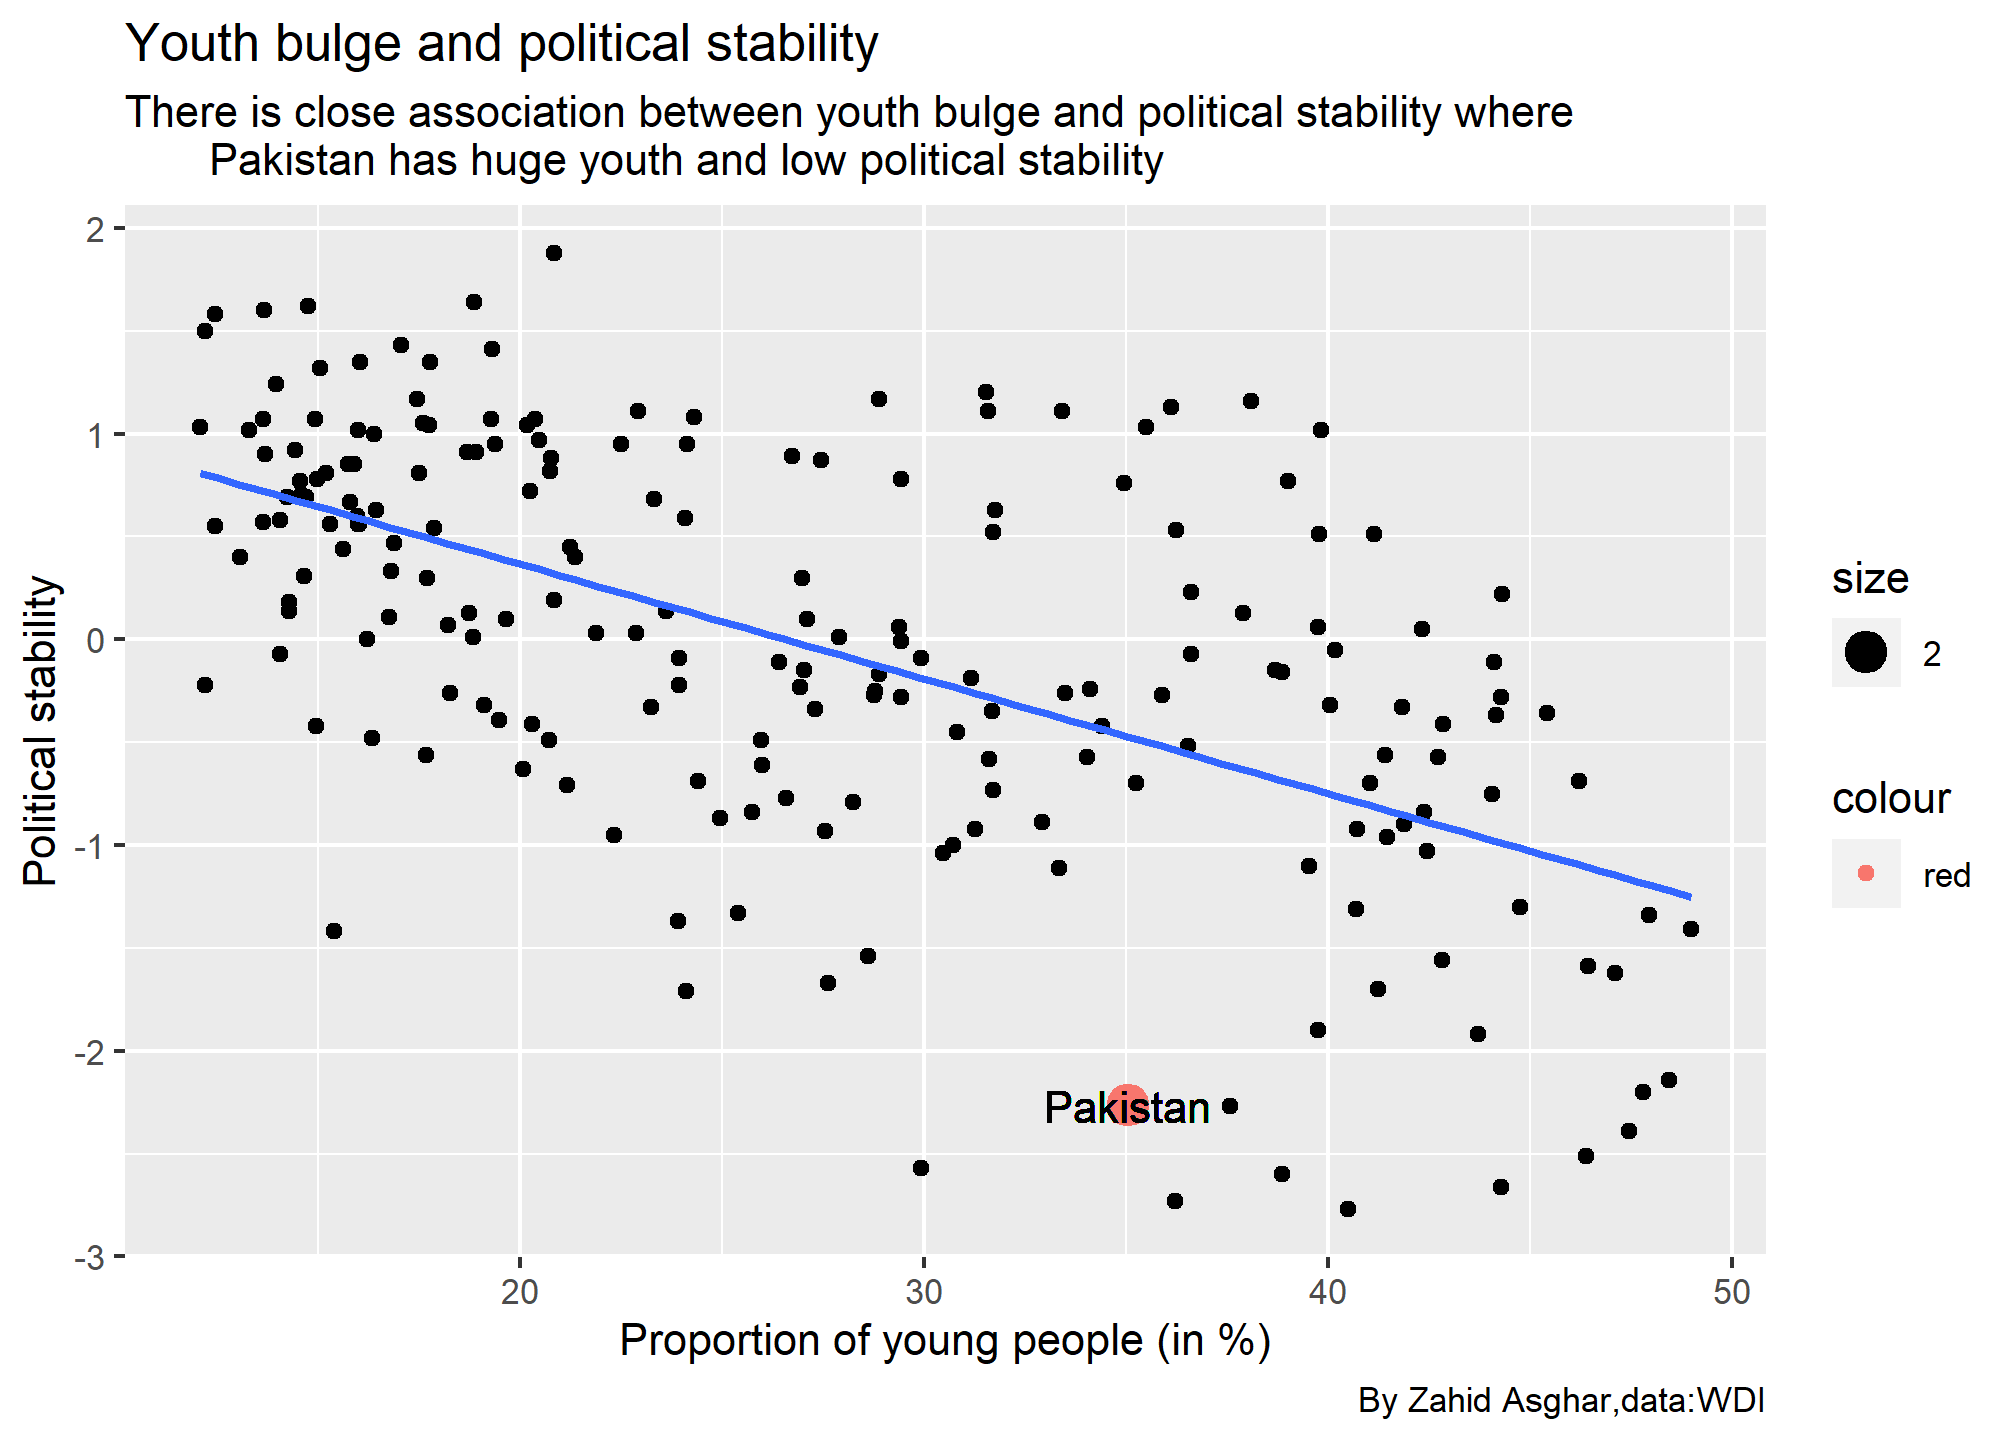 Youth bulge and political stability
There is close association between youth bulge and political stability where
Pakistan has huge youth and low political stability
Political stability
2
1
0
-1
-2
-3
Pakistan
20
30
40
50
Proportion of young people (in %)
size
2
colour
red
By Zahid Asghar,data:WDI